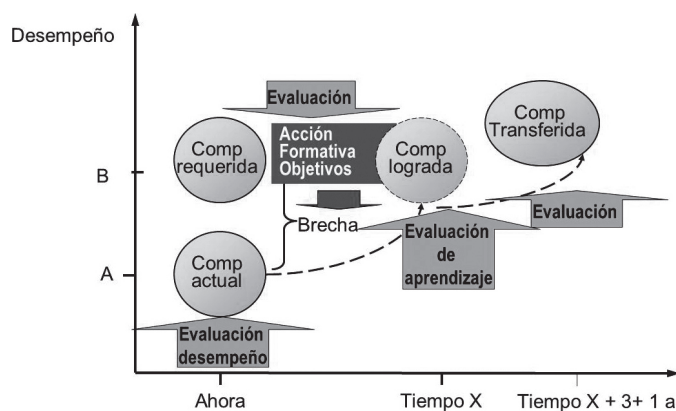 Desempeño
Evaluación
Comp
Transferida
Acción
Formativa
Objetivos
Comp
requerida
Comp
lograda
B
Evaluación
Brecha
Evaluación
de
aprendizaje
Comp
actual
A
Evaluación
desempeño
Ahora
Tiempo X
Tiempo X + 3+ 1 a